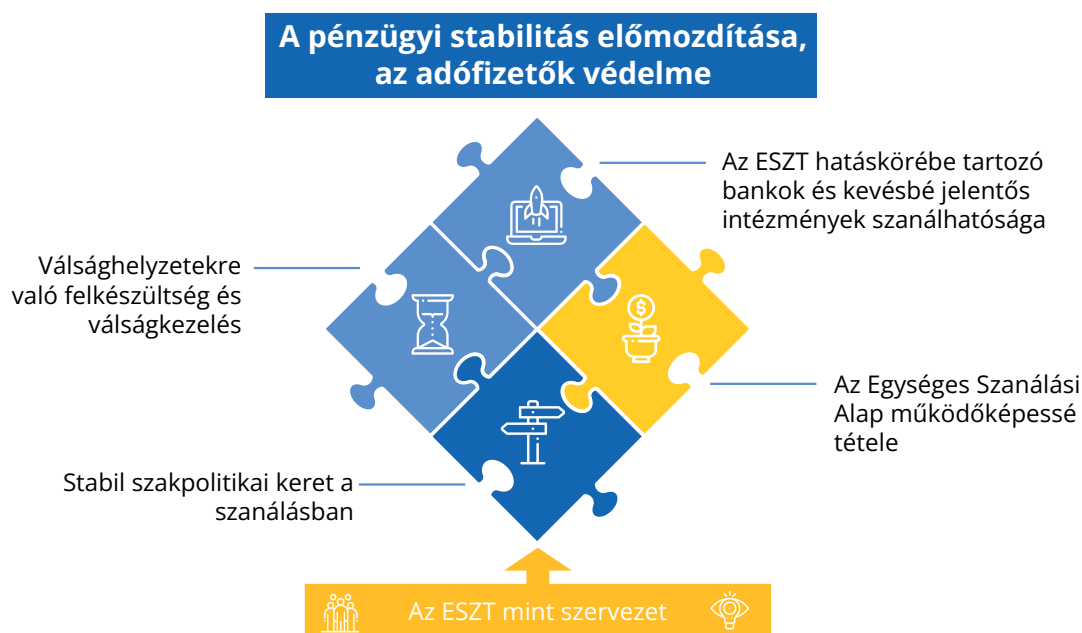 A pénzügyi stabilitás előmozdítása,
az adófizetők védelme
Az ESZT hatáskörébe tartozó
bankok és kevésbé jelentős
intézmények szanálhatósága
Válsághelyzetekre
való felkészültség és
válságkezelés
$
Az Egységes Szanálási
Alap működőképessé
tétele
Stabil szakpolitikai keret a
szanálásban
Az ESZT mint szervezet